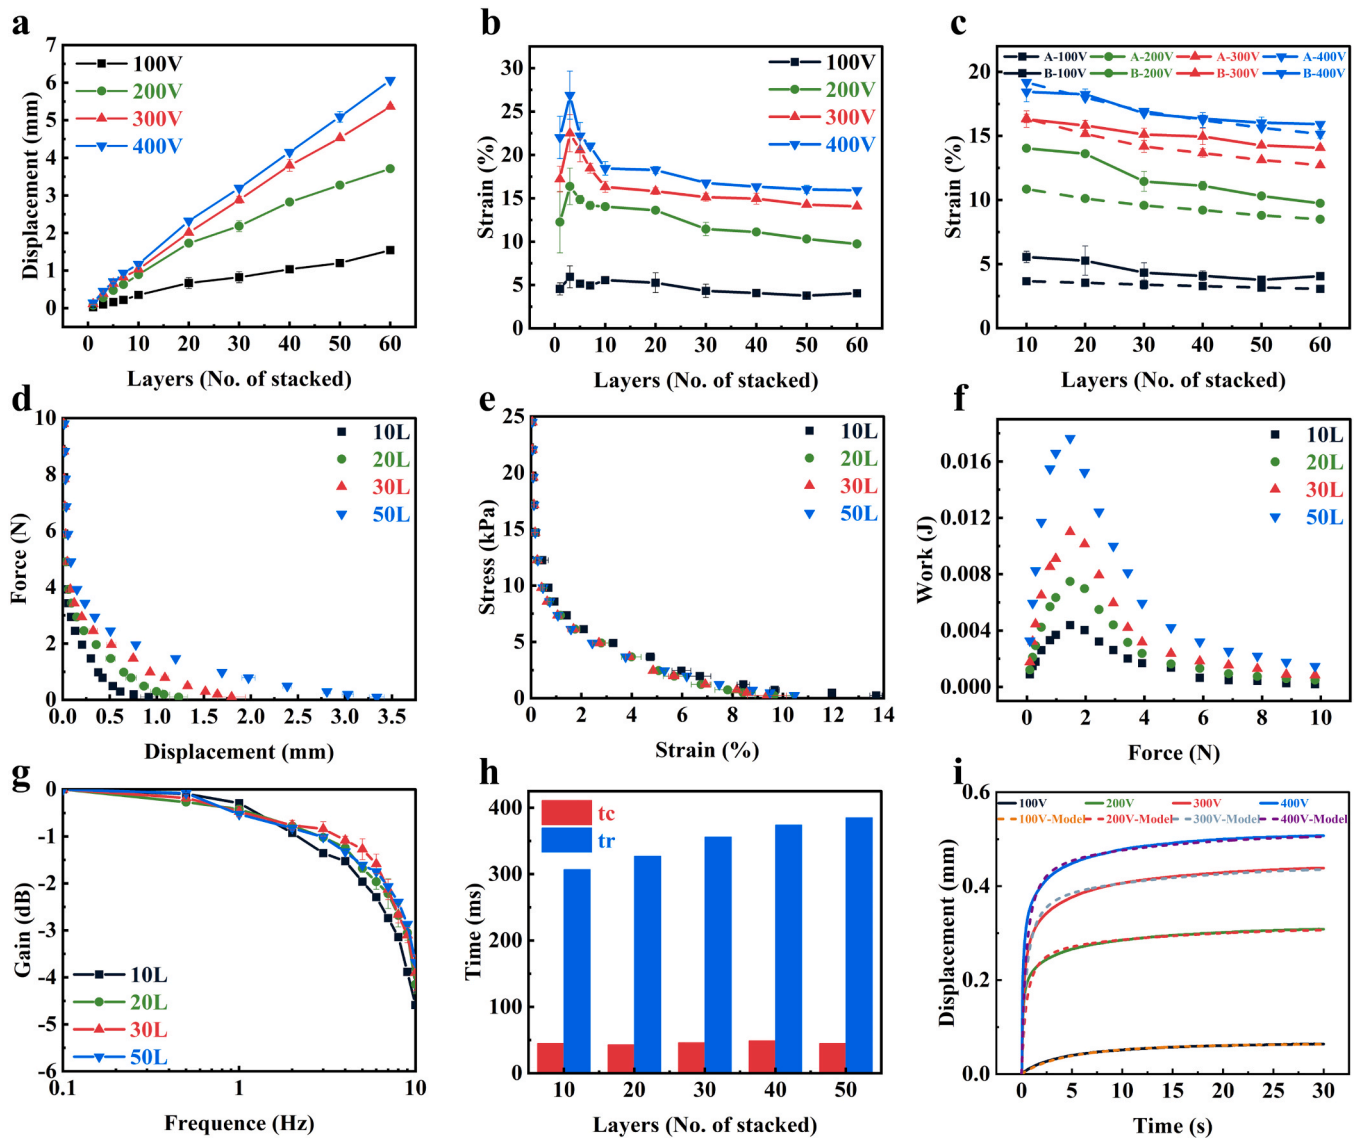 a
7
6
5
4
3
2
1
0
Displacement (mm)
100V
200V
300V
400V
0 10 20 30 40 50 60
Layers (No. of stacked)
b
30
25
20
15
10
5
0
Strain (%)
100V
200V
300V
400V
0 10 20 30 40 50 60
Layers (No. of stacked)
c
20
15
10
5
0
Strain (%)
A-100V A-200V A-300V A-400V
B-100V B-200V B-300V B-400V
10 20 30 40 50 60
Layers (No. of stacked)
d
10
8
6
4
2
0
Force (N)
10L
20L
30L
50L
0.0 0.5 1.0 1.5 2.0 2.5 3.0 3.5
Displacement (mm)
e
25
20
15
10
5
0
Stress (kPa)
10L
20L
30L
50L
0 2 4 6 8 10 12 14
Strain (%)
f
0.016
0.012
0.008
0.004
0.000
Work (J)
10L
20L
30L
50L
0 2 4 6 8 10
Force (N)
g
0
-1
-2
-3
-4
-5
-6
Gain (dB)
10L
20L
30L
50L
0.1 1 10
Frequence (Hz)
h
400
300
200
100
0
Time (ms)
tc
tr
10 20 30 40 50
Layers (No. of stacked)
i
0.6
0.4
0.2
0.0
Displacement (mm)
100V 200V 300V 400V
100V-Model 200V-Model 300V-Model 400V-Model
0 5 10 15 20 25 30
Time (s)